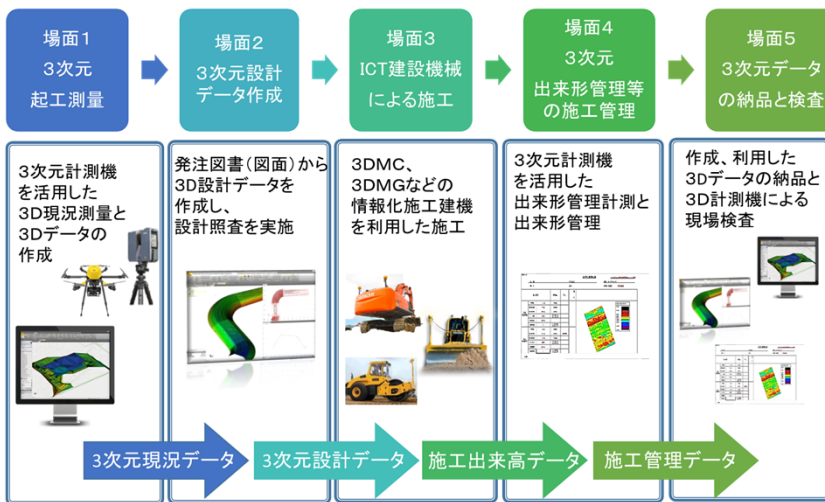 場面1
3次元
起工測量
場面2
3次元設計
データ作成
場面3
ICT建設機械
による施工
場面4
3次元
出来形管理等
の施工管理
場面5
3次元データ
の納品と検査
3次元計測機
を活用した
3D現況測量と
3Dデータの
作成
発注図書(図面)から
3D設計データを
作成し、
設計照査を実施
3DMC、
3DMGなどの
情報化施工建機
を利用した施工
3次元計測機
を活用した
出来形管理計測と
出来形管理
作成、利用した
3Dデータの納品と
3D計測機による
現場検査
3次元現況データ
3次元設計データ
施工出来高データ
施工管理データ